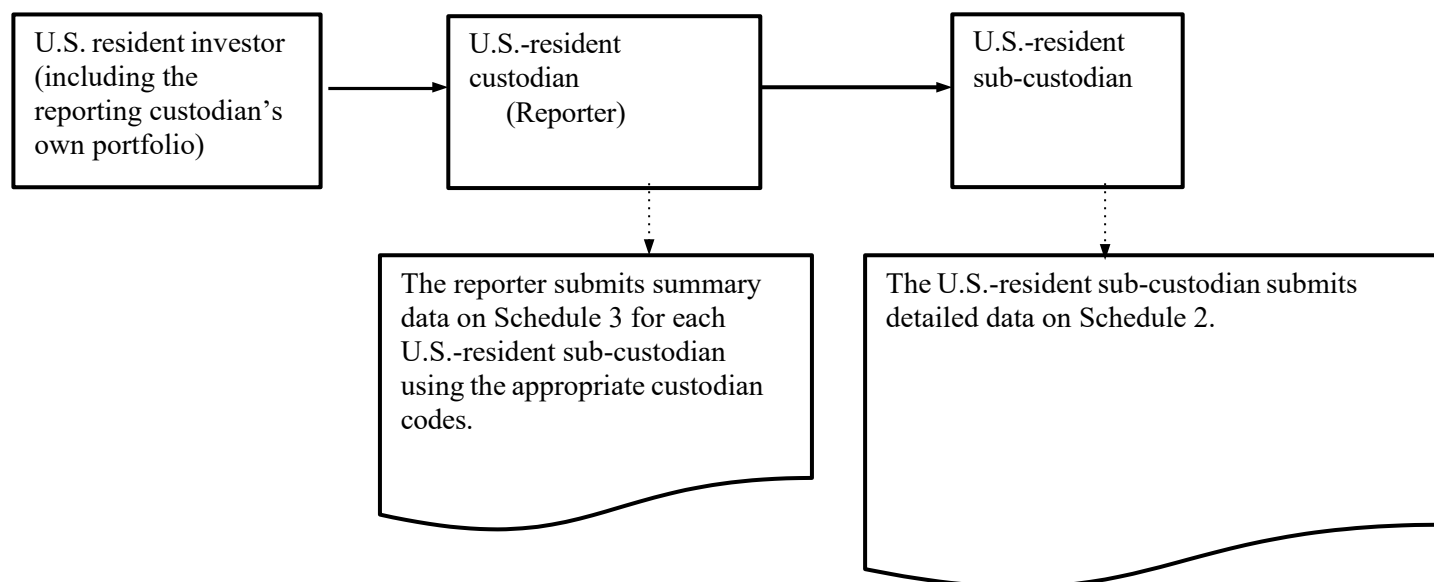 U.S. resident investor
(including the
reporting custodian’s
own portfolio)
U.S.-resident
custodian
(Reporter)
U.S.-resident
sub-custodian
The reporter submits summary
data on Schedule 3 for each
U.S.-resident sub-custodian
using the appropriate custodian
codes.
The U.S.-resident sub-custodian submits
detailed data on Schedule 2.